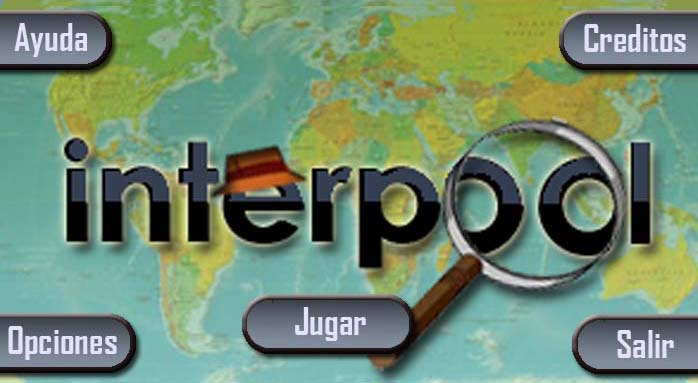 Ayuda
Creditos
interpool
Opciones
Jugar
Salir